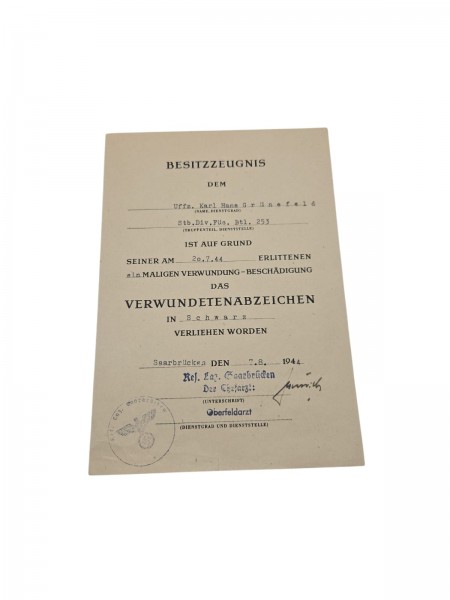 BESITZZEUGNIS
DEM
Uffz. Karl Hans Grünefeld
(NAME, DIENSTGRAD)
Stb.Div.Füs. Btl. 253
(TRUPPENTEIL, DIENSTSTELLE)
IST AUF GRUND
SEINER AM 20.7.44 ERLITTENEN
ein MALIGEN VERWUNDUNG-BESCHÄDIGUNG
DAS
VERWUNDETENABZEICHEN
IN Schwarz
VERLIEHEN WORDEN
Saarbrücken DEN 7.8. 1944
Res. Laz. Saarbrücken
Der Chefarzt
(UNTERSCHRIFT)
Oberfeldarzt
(DIENSTGRAD UND DIENSTSTELLE)